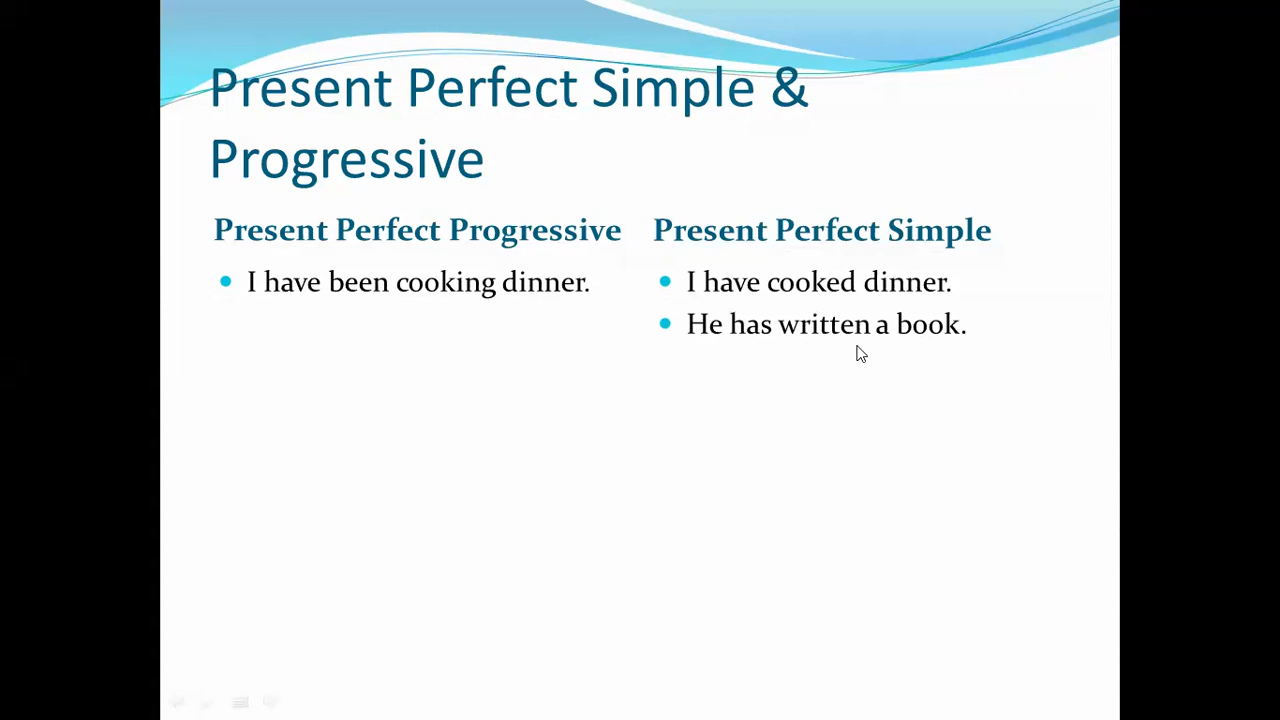 Present Perfect Simple &
Progressive
Present Perfect Progressive
• I have been cooking dinner.
Present Perfect Simple
• I have cooked dinner.
• He has written a book.